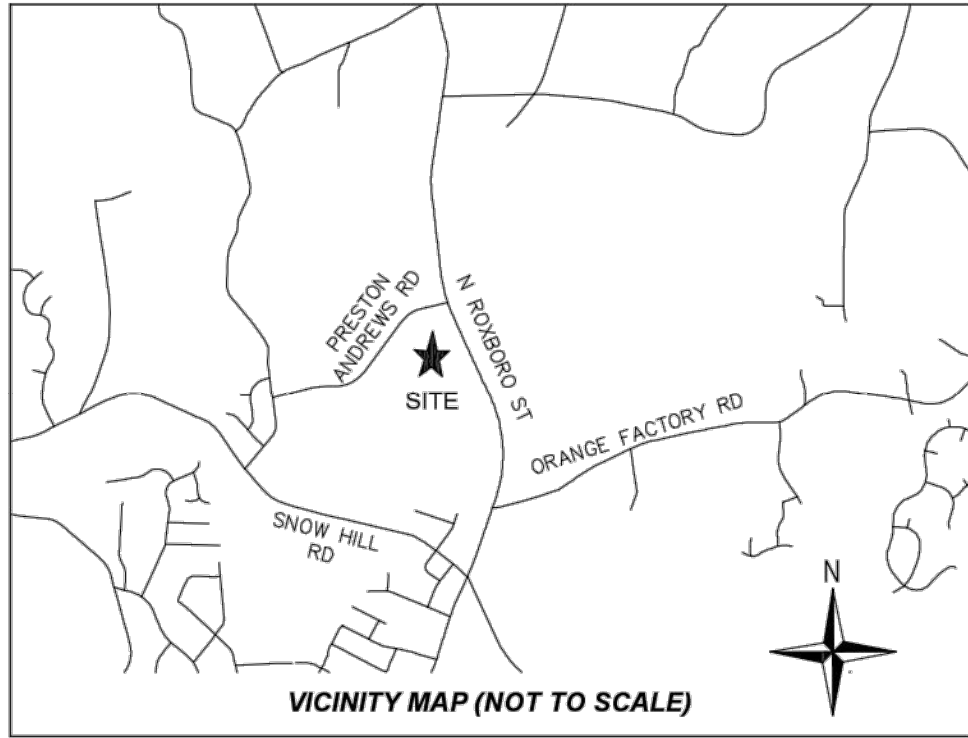 PRESTON
ANDREWS RD
N ROXBORO ST
SITE
ORANGE FACTORY RD
SNOW HILL
RD
N
VICINITY MAP (NOT TO SCALE)